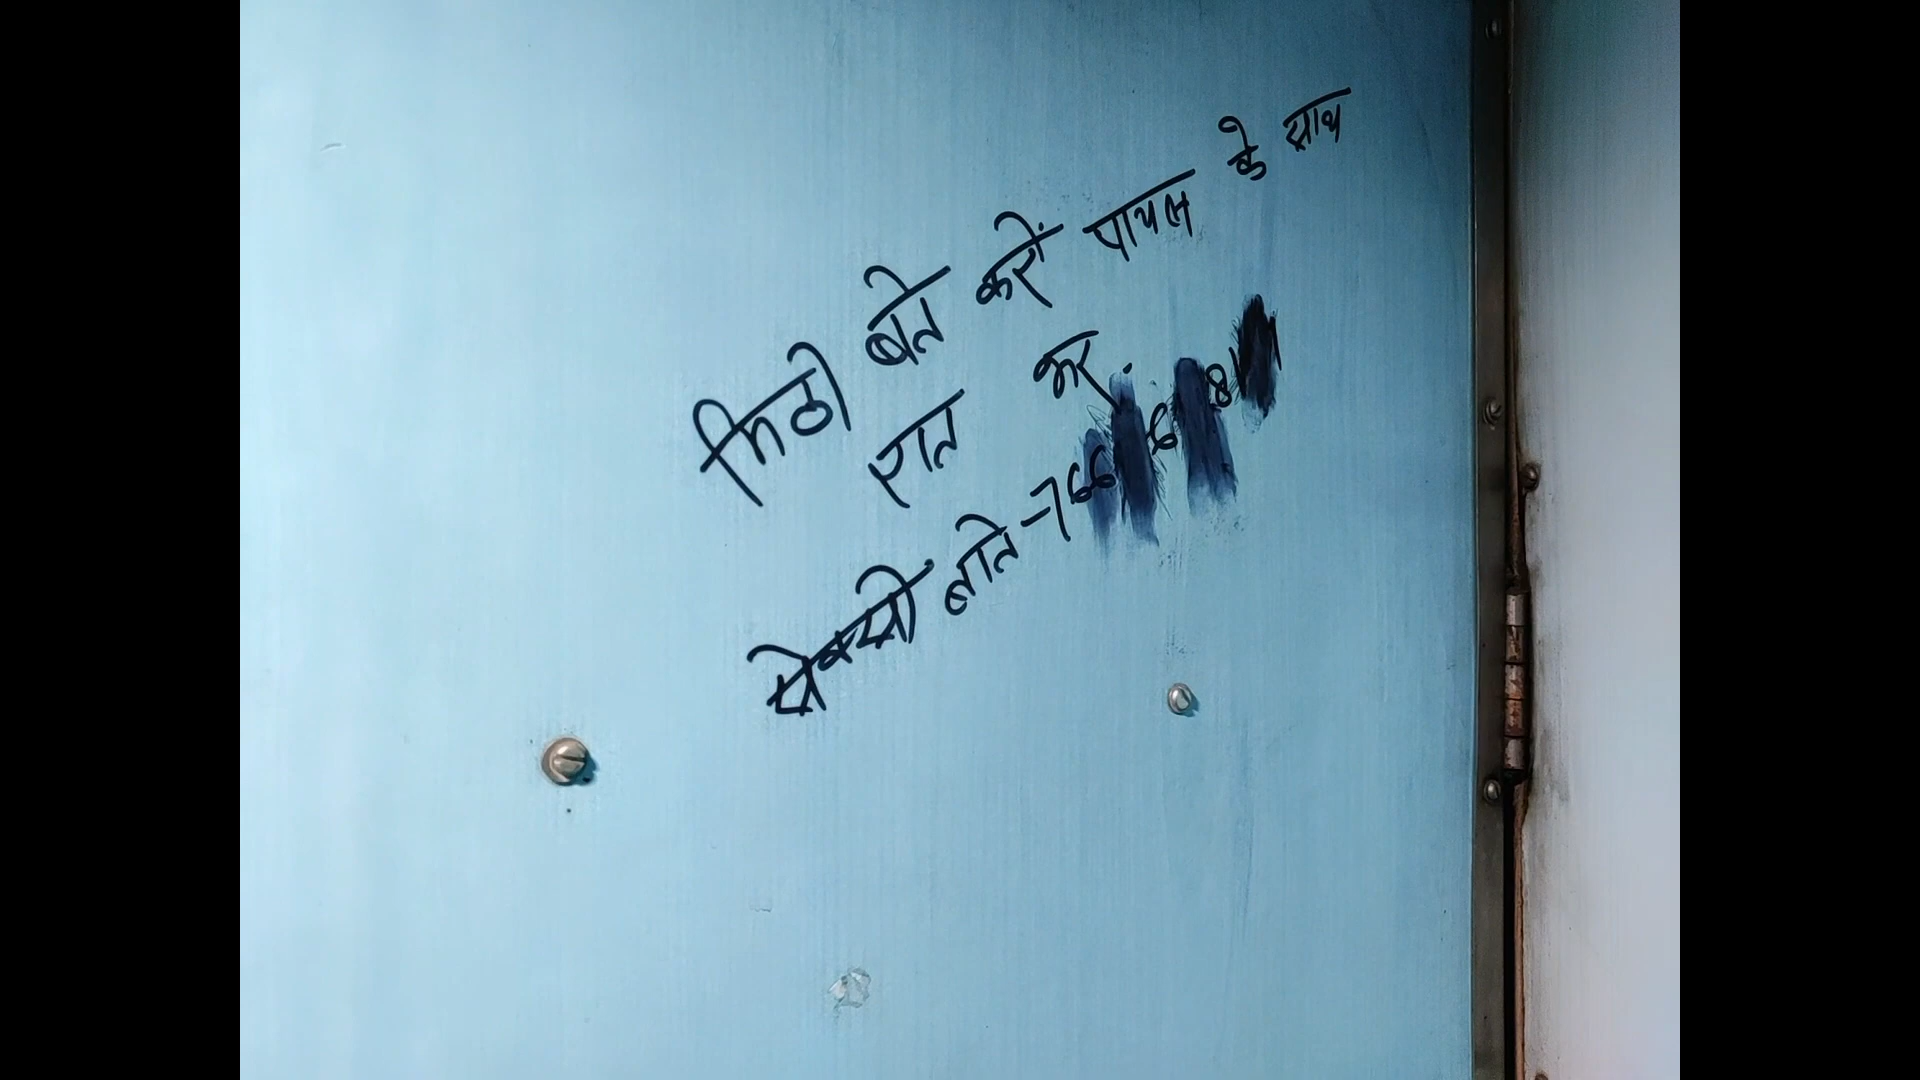 मिठी बाते करों पायल के साथ
रात भर.
सेक्सी बाते -766